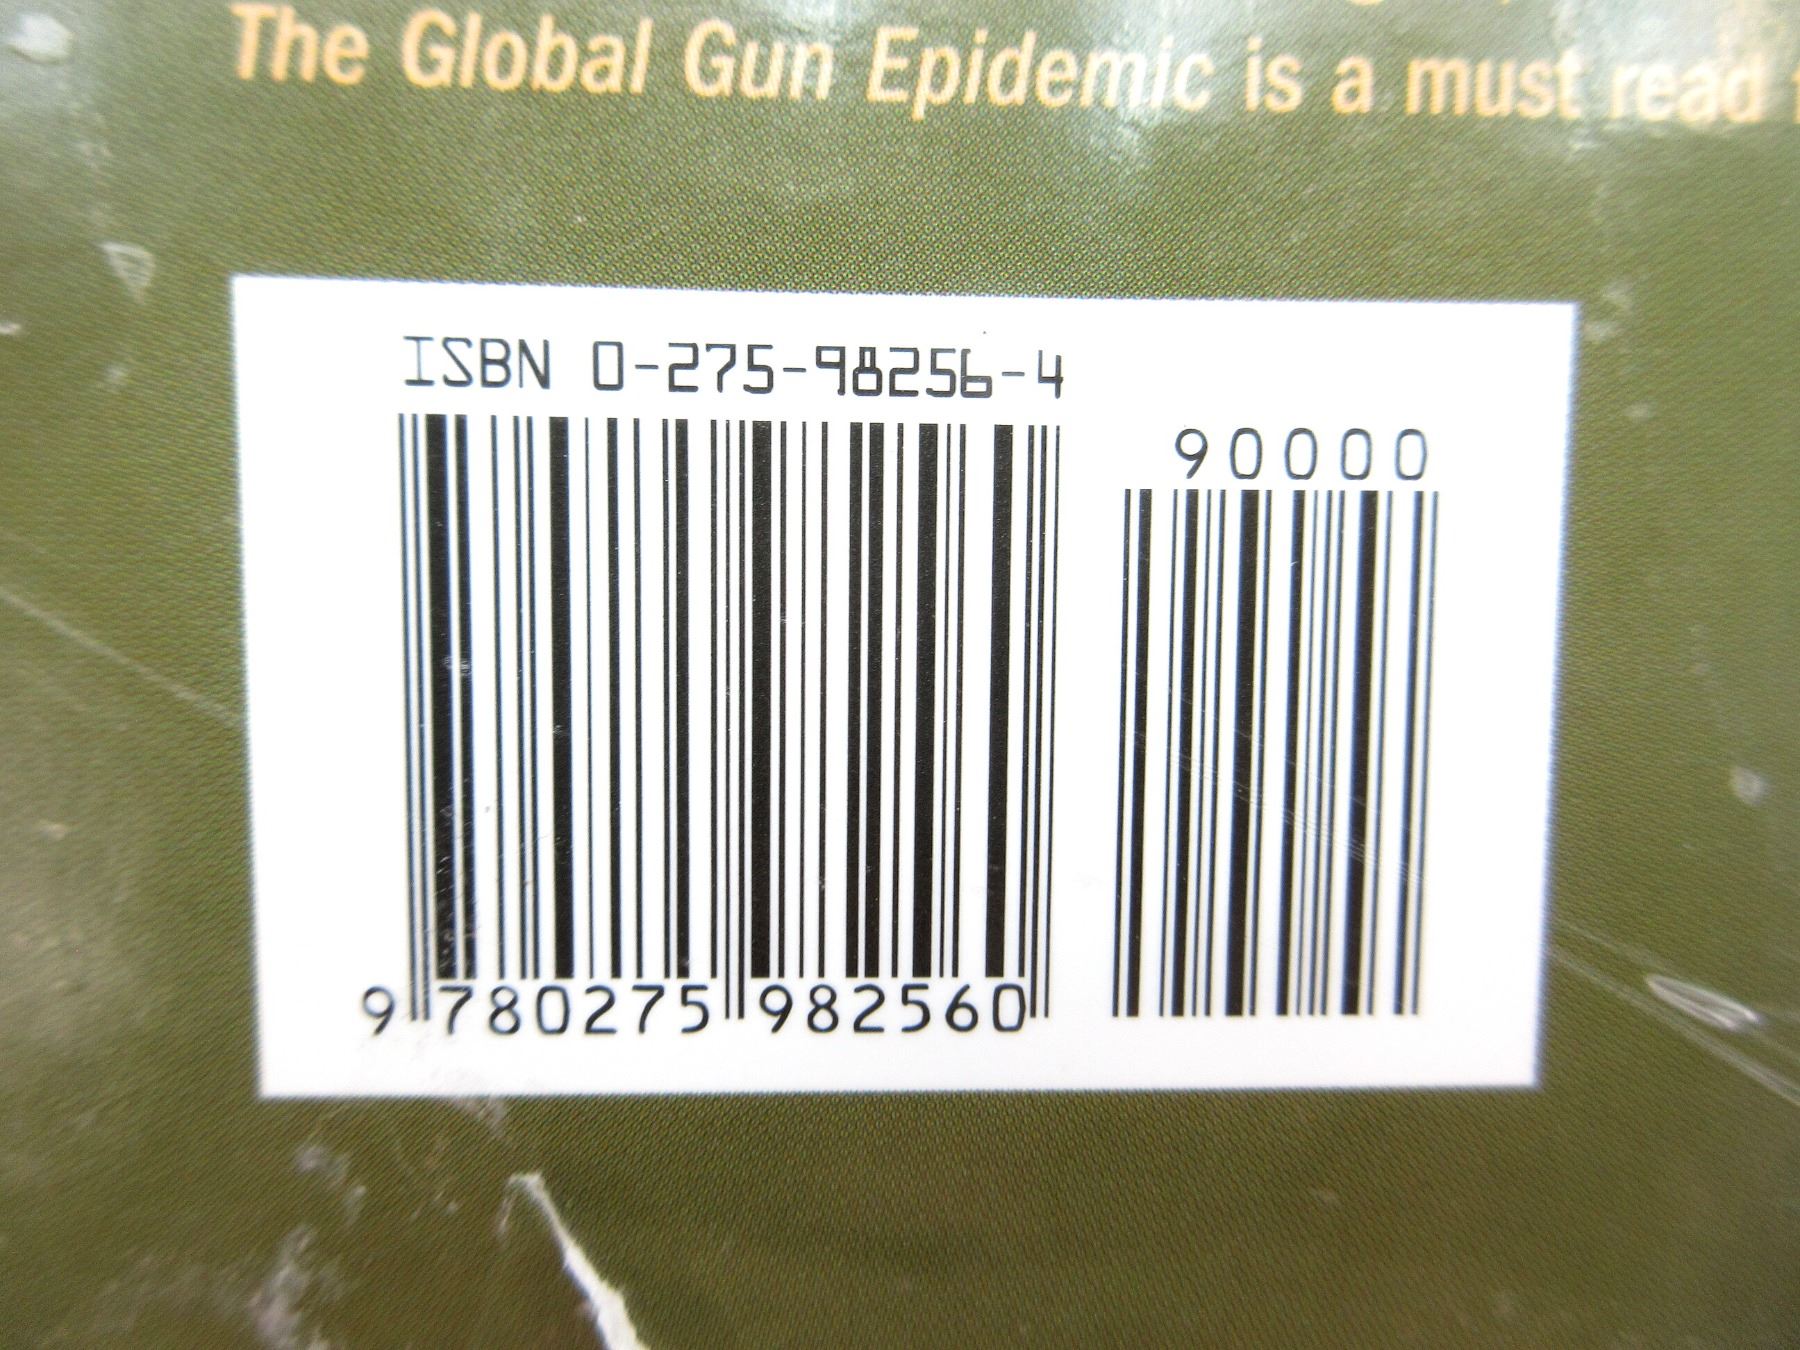 The Global Gun Epidemic is a must read
ISBN 0-275-98256-4
90000
9 780275 982560